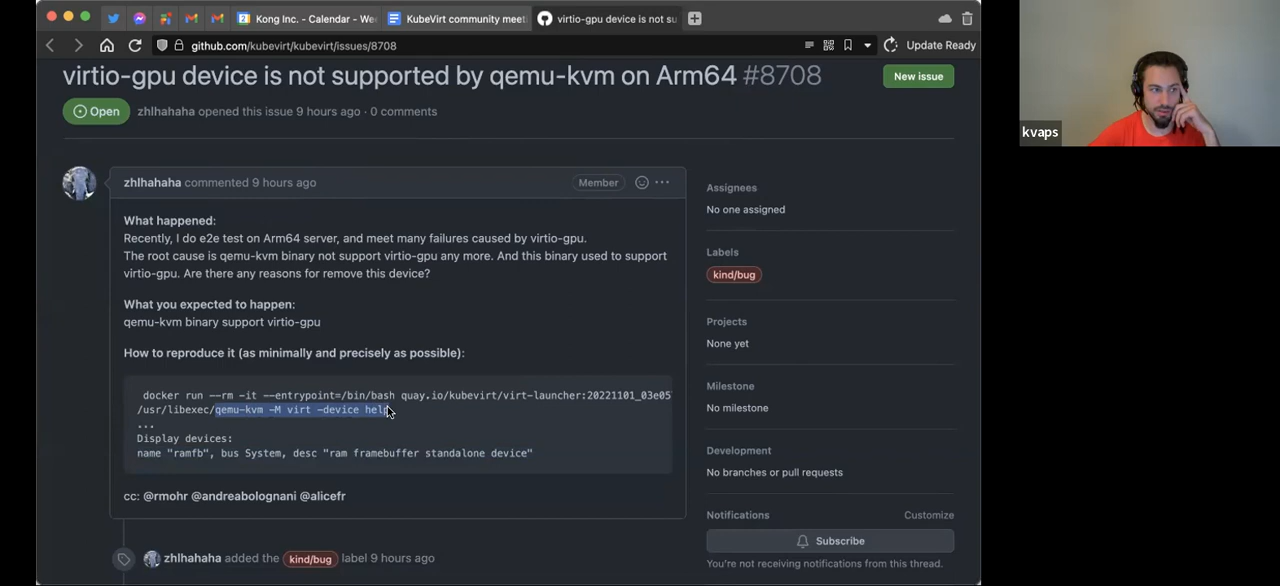 Kong Inc. - Calendar - We
KubeVirt community meet
virtio-gpu device is not su
github.com/kubevirt/kubevirt/issues/8708
Update Ready
virtio-gpu device is not supported by qemu-kvm on Arm64 #8708
New issue
Open
zhlhahaha opened this issue 9 hours ago · 0 comments
zhlhahaha commented 9 hours ago
Member
What happened:
Recently, I do e2e test on Arm64 server, and meet many failures caused by virtio-gpu.
The root cause is qemu-kvm binary not support virtio-gpu any more. And this binary used to support
virtio-gpu. Are there any reasons for remove this device?
What you expected to happen:
qemu-kvm binary support virtio-gpu
How to reproduce it (as minimally and precisely as possible):
docker run --rm -it --entrypoint=/bin/bash quay.io/kubevirt/virt-launcher:20221101_03e05
/usr/libexec/qemu-kvm -M virt -device help
...
Display devices:
name "ramfb", bus System, desc "ram framebuffer standalone device"
cc: @rmohr @andreabolognani @alicefr
zhlhahaha added the kind/bug label 9 hours ago
Assignees
No one assigned
Labels
kind/bug
Projects
None yet
Milestone
No milestone
Development
No branches or pull requests
Notifications
Customize
Subscribe
You're not receiving notifications from this thread.
kvaps